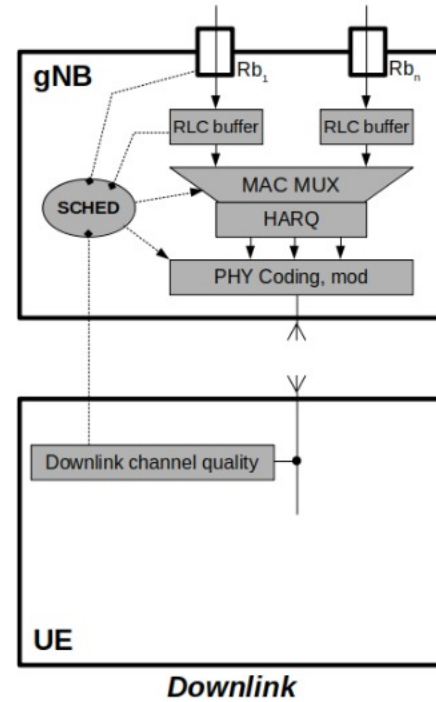 gNB
Rb1
Rbn
RLC buffer
RLC buffer
MAC MUX
SCHED
HARQ
PHY Coding, mod
Downlink channel quality
UE
Downlink